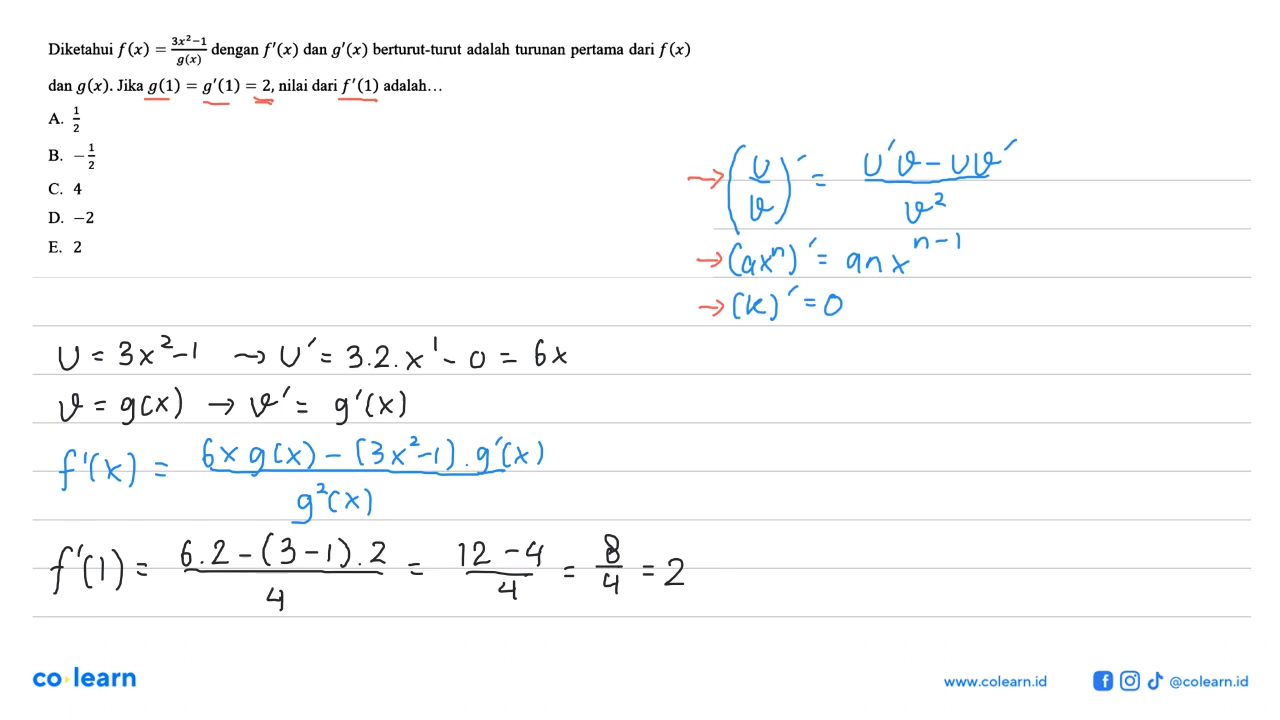 Diketahui f(x) = 3x²−1/g(x) dengan f′(x) dan g′(x) berturut-turut adalah turunan pertama dari f(x)
dan g(x). Jika g(1) = g′(1) = 2, nilai dari f′(1) adalah…
A. 1/2
B. −1/2
C. 4
D. −2
E. 2
→ (U/v)′ = U′v − Uv′/v²
→ (ax^n)′ = anx^(n−1)
→ (k)′ = 0
U = 3x²−1 → U′ = 3.2.x¹ − 0 = 6x
v = g(x) → v′ = g′(x)
f′(x) = 6x g(x) − (3x²−1).g′(x)/g²(x)
f′(1) = 6.2 − (3−1).2/4 = 12 − 4/4 = 8/4 = 2
co learn
www.colearn.id
@colearn.id